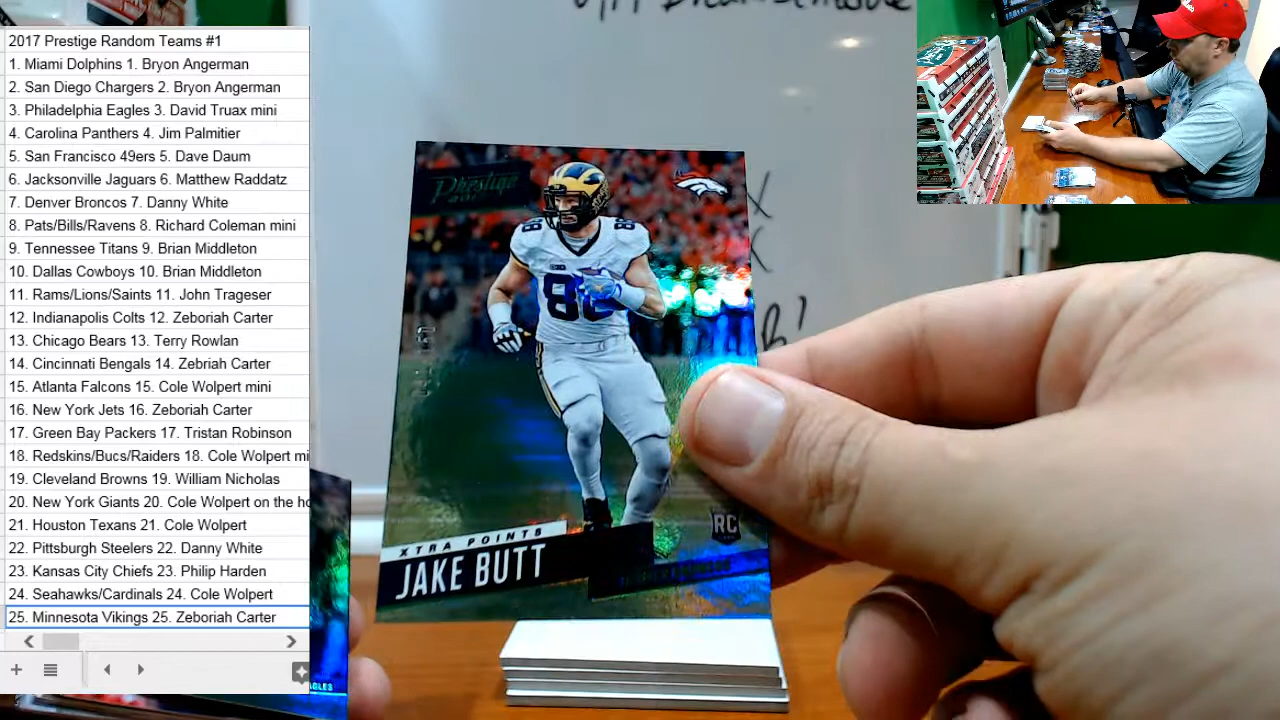 2017 Prestige Random Teams #1
1. Miami Dolphins 1. Bryon Angerman
2. San Diego Chargers 2. Bryon Angerman
3. Philadelphia Eagles 3. David Truax mini
4. Carolina Panthers 4. Jim Palmitier
5. San Francisco 49ers 5. Dave Daum
6. Jacksonville Jaguars 6. Matthew Raddatz
7. Denver Broncos 7. Danny White
8. Pats/Bills/Ravens 8. Richard Coleman mini
9. Tennessee Titans 9. Brian Middleton
10. Dallas Cowboys 10. Brian Middleton
11. Rams/Lions/Saints 11. John Trageser
12. Indianapolis Colts 12. Zeboriah Carter
13. Chicago Bears 13. Terry Rowlan
14. Cincinnati Bengals 14. Zebriah Carter
15. Atlanta Falcons 15. Cole Wolpert mini
16. New York Jets 16. Zeboriah Carter
17. Green Bay Packers 17. Tristan Robinson
18. Redskins/Bucs/Raiders 18. Cole Wolpert mi
19. Cleveland Browns 19. William Nicholas
20. New York Giants 20. Cole Wolpert on the ho
21. Houston Texans 21. Cole Wolpert
22. Pittsburgh Steelers 22. Danny White
23. Kansas City Chiefs 23. Philip Harden
24. Seahawks/Cardinals 24. Cole Wolpert
25. Minnesota Vikings 25. Zeboriah Carter
Prestige
88
88
XTRA POINTS
JAKE BUTT
RC
X
X